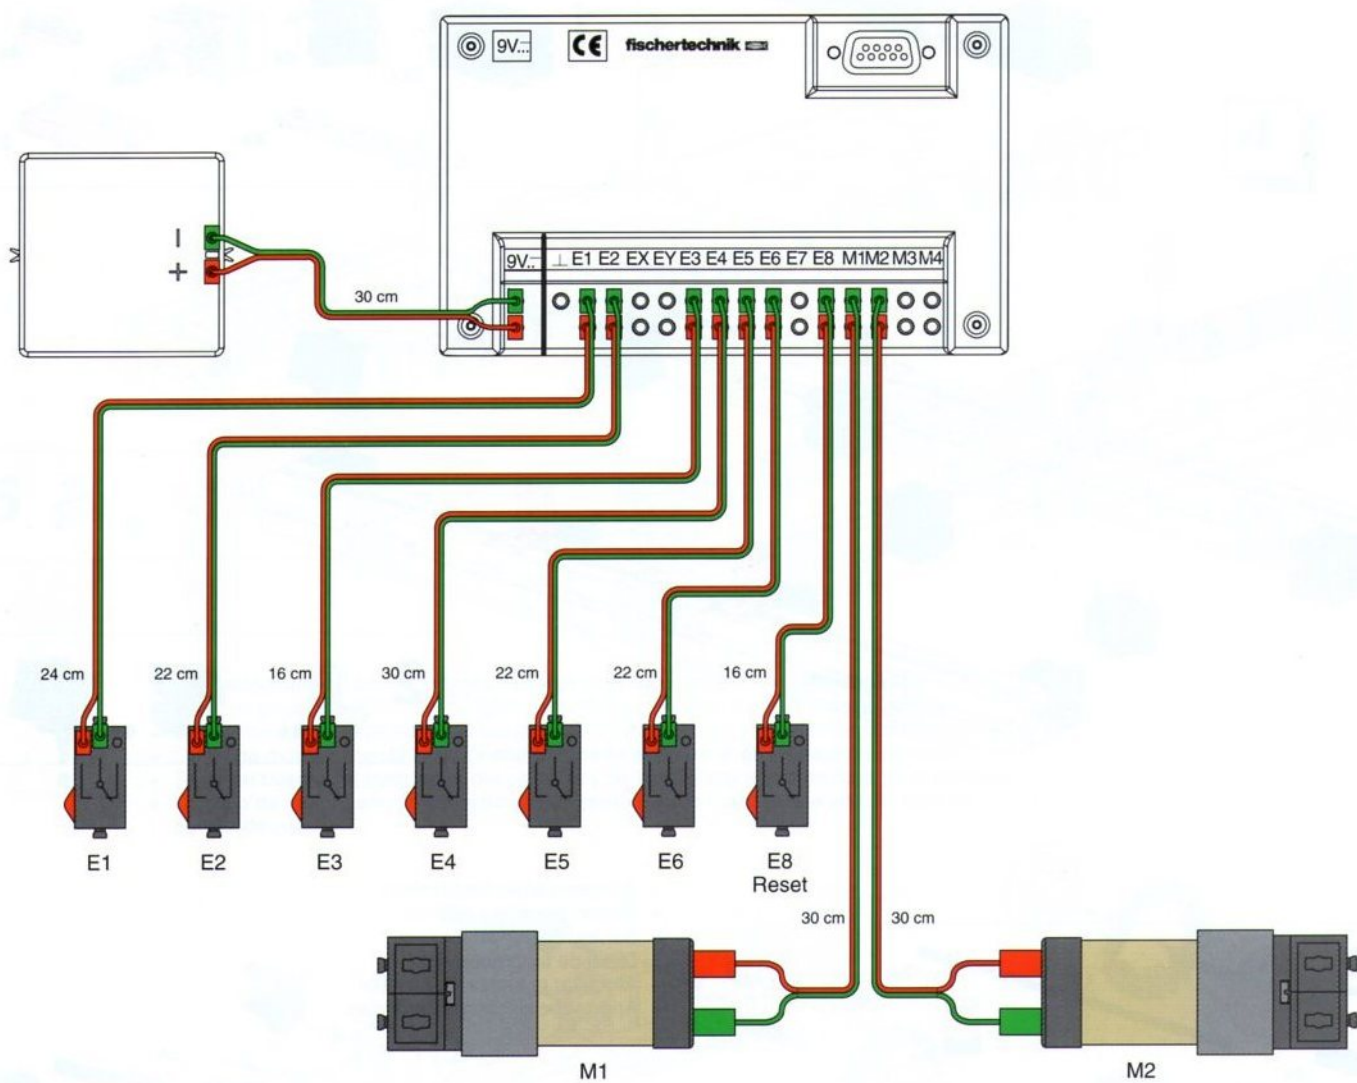 9V⎓ CE fischertechnik
− 
+
30 cm
9V⎓ ⊥ E1 E2 EX EY E3 E4 E5 E6 E7 E8 M1 M2 M3 M4
24 cm 22 cm 16 cm 30 cm 22 cm 22 cm 16 cm
E1 E2 E3 E4 E5 E6 E8
Reset
30 cm 30 cm
M1 M2